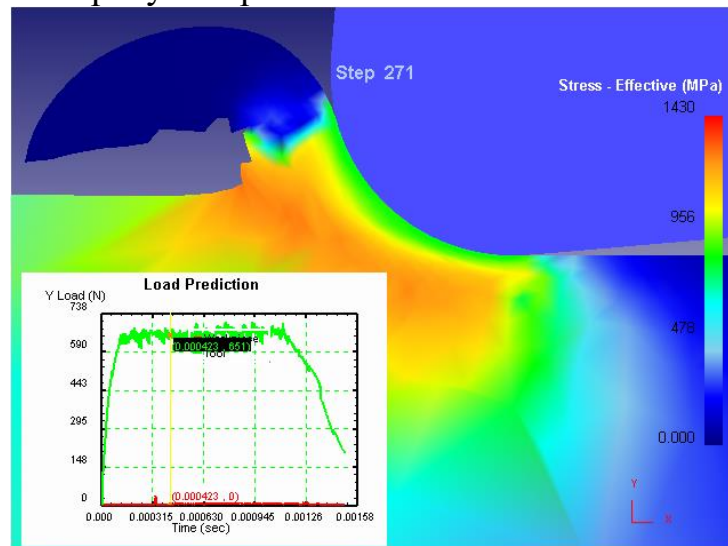 Step 271
Stress - Effective (MPa)
1430
956
478
0.000
Load Prediction
Y Load (N)
738
590
443
295
148
0
(0.000423 , 651)
(0.000423 , 0)
0.000
0.000315
0.000630
0.000945
0.00126
0.00158
Time (sec)
Y
X